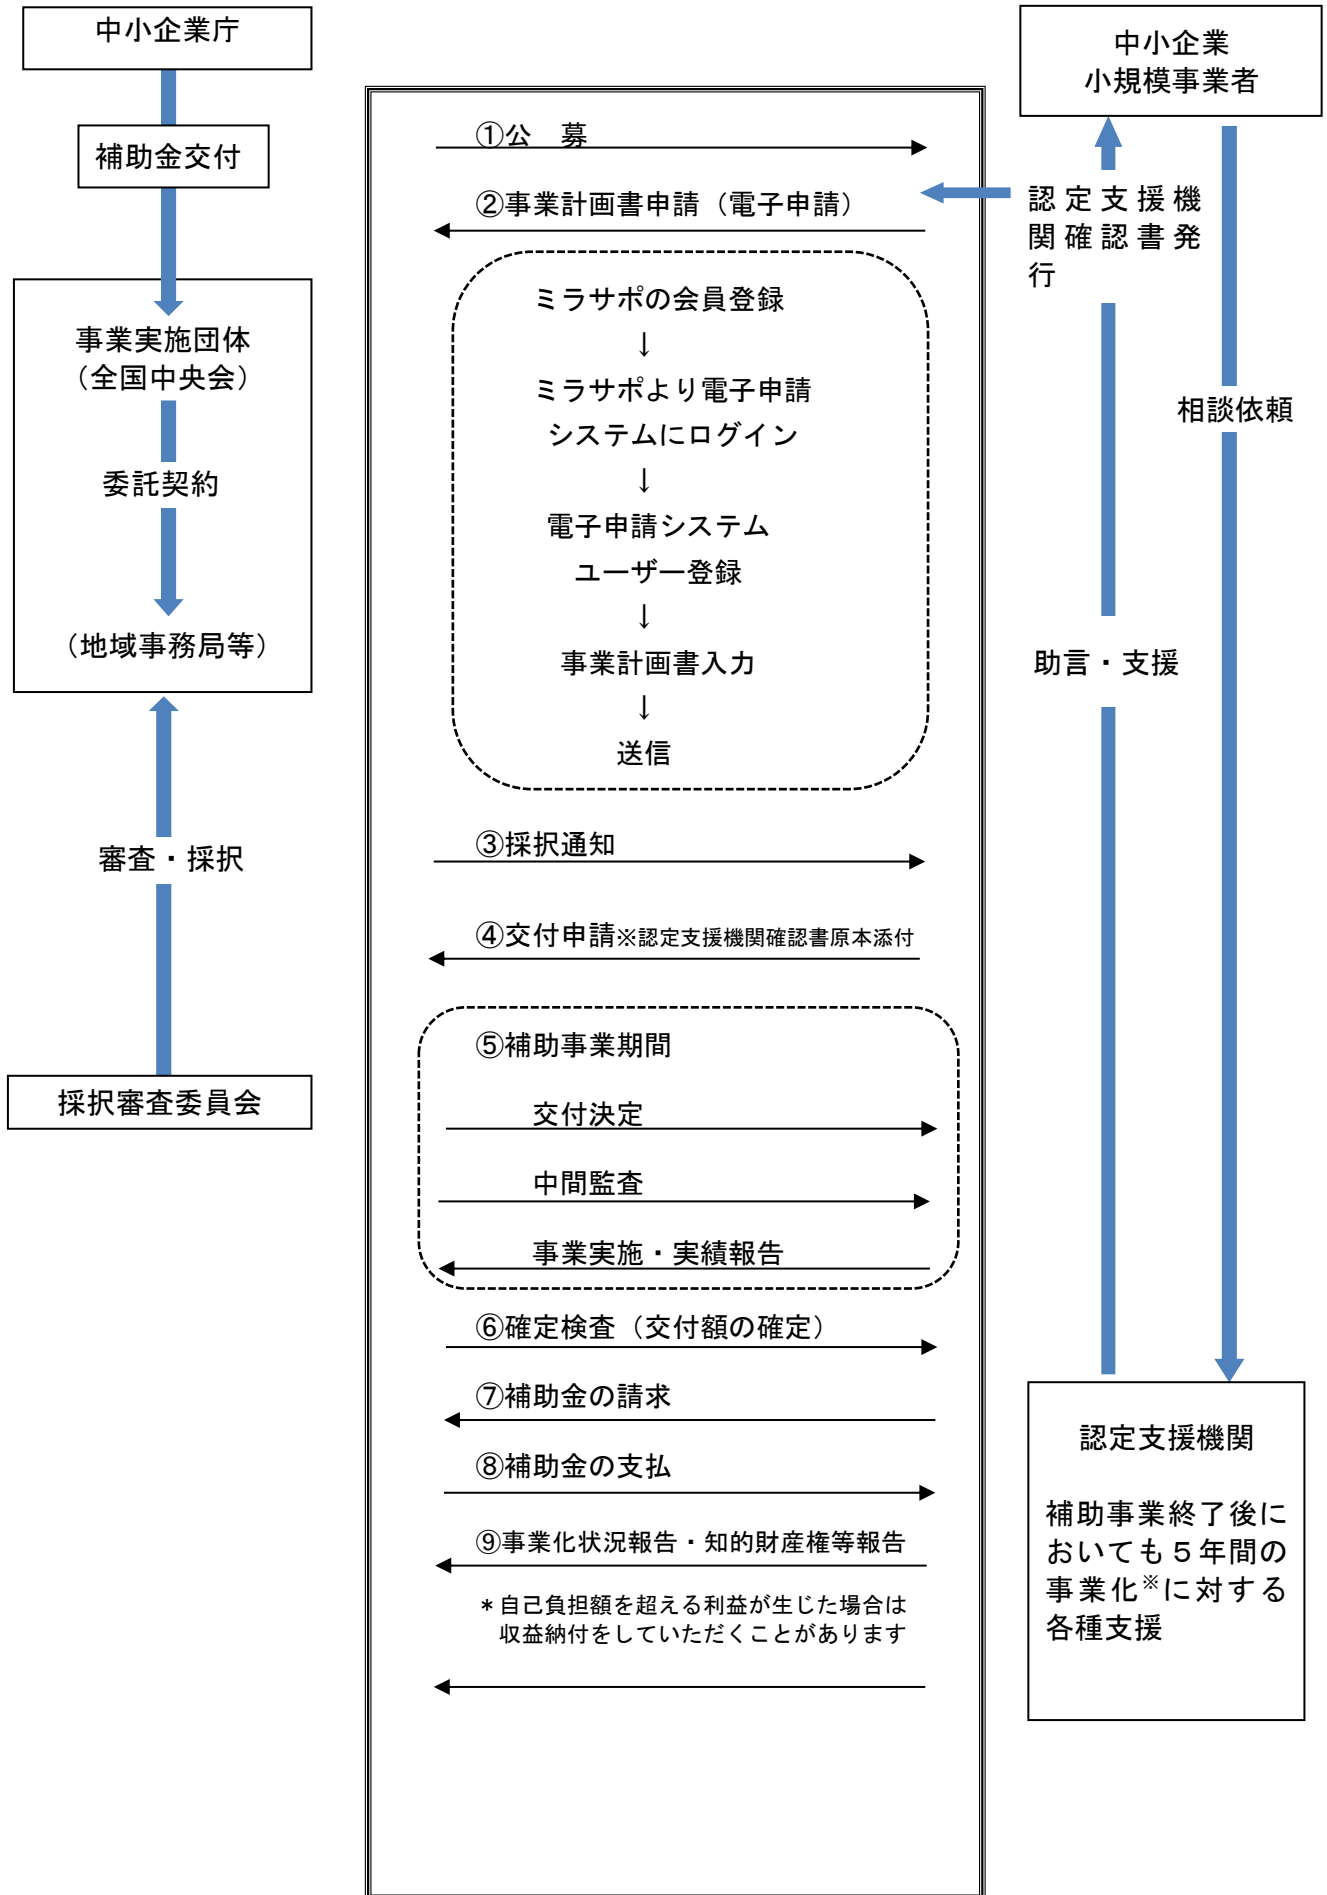 中小企業庁
補助金交付
事業実施団体
（全国中央会）
委託契約
（地域事務局等）
審査・採択
採択審査委員会
①公　募
②事業計画書申請（電子申請）
ミラサポの会員登録
↓
ミラサポより電子申請
システムにログイン
↓
電子申請システム
ユーザー登録
↓
事業計画書入力
↓
送信
③採択通知
④交付申請※認定支援機関確認書原本添付
⑤補助事業期間
交付決定
中間監査
事業実施・実績報告
⑥確定検査（交付額の確定）
⑦補助金の請求
⑧補助金の支払
⑨事業化状況報告・知的財産権等報告
＊自己負担額を超える利益が生じた場合は
収益納付をしていただくことがあります
中小企業
小規模事業者
認定支援機
関確認書発
行
相談依頼
助言・支援
認定支援機関
補助事業終了後に
おいても５年間の
事業化※に対する
各種支援